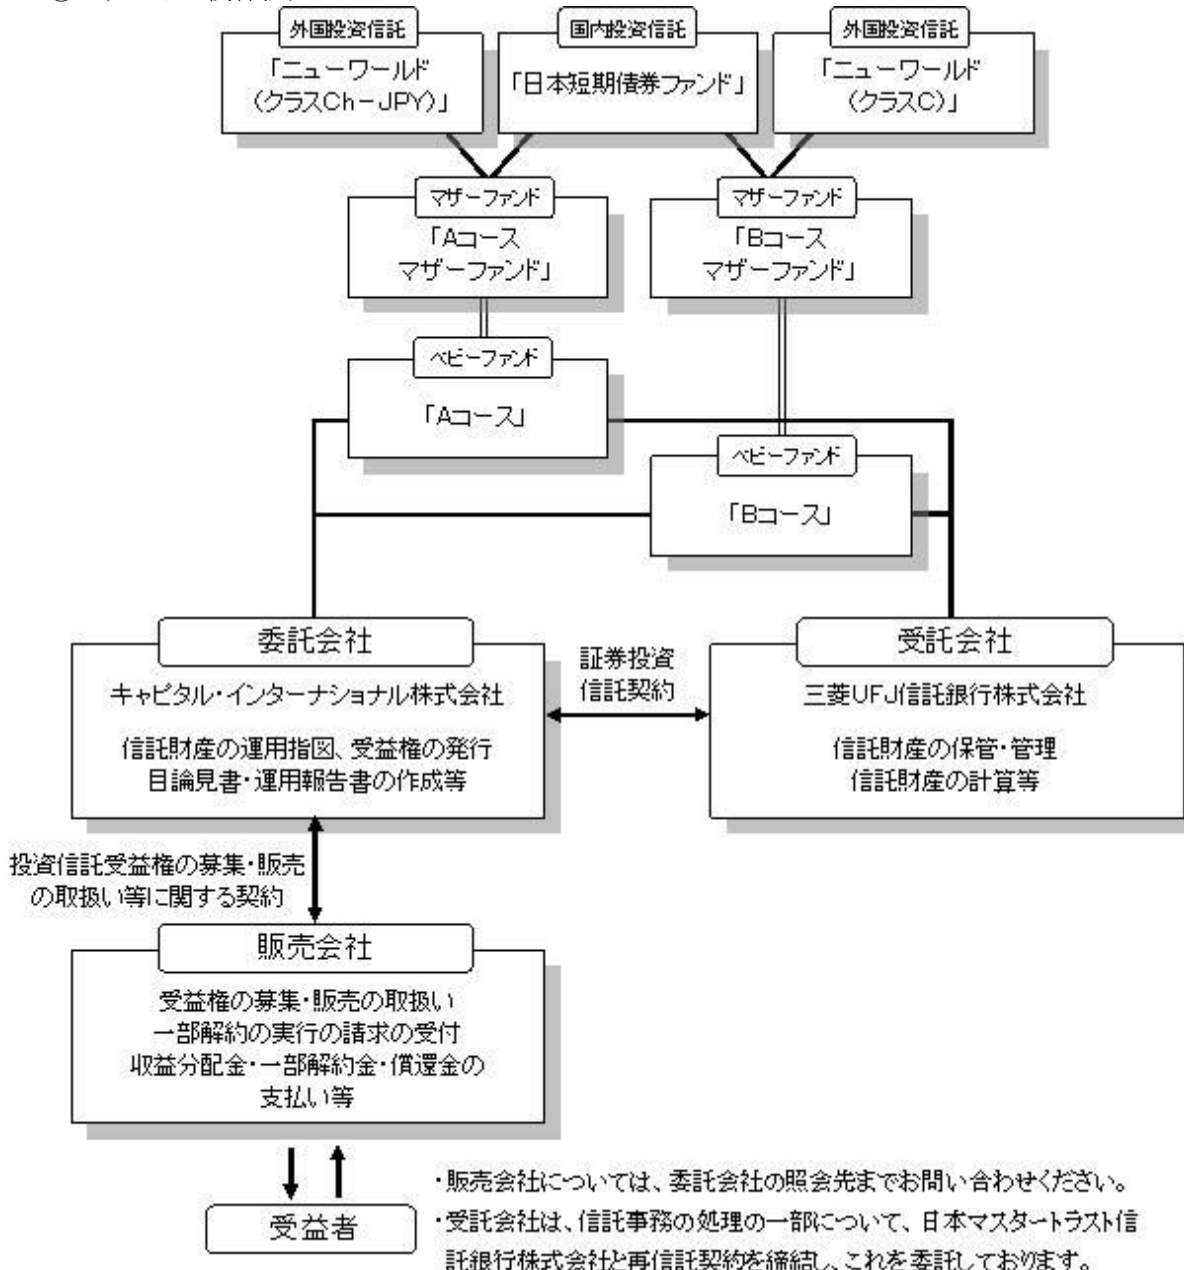 外国投資信託
「ニューワールド
(クラスCh-JPY)」
国内投資信託
「日本短期債券ファンド」
外国投資信託
「ニューワールド
(クラスC)」
マザーファンド
「Aコース
マザーファンド」
マザーファンド
「Bコース
マザーファンド」
ベビーファンド
「Aコース」
ベビーファンド
「Bコース」
委託会社
キャピタル・インターナショナル株式会社
信託財産の運用指図、受益権の発行
目論見書・運用報告書の作成等
証券投資
信託契約
受託会社
三菱UFJ信託銀行株式会社
信託財産の保管・管理
信託財産の計算等
投資信託受益権の募集・販売
の取扱い等に関する契約
販売会社
受益権の募集・販売の取扱い
一部解約の実行の請求の受付
収益分配金・一部解約金・償還金の
支払い等
受益者
・販売会社については、委託会社の照会先までお問い合わせください。
・受託会社は、信託事務の処理の一部について、日本マスタートラスト信
託銀行株式会社と再信託契約を締結し、これを委託しております。